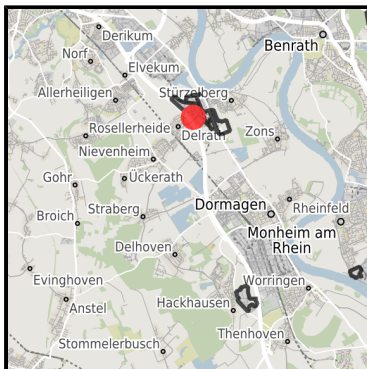 Derikum
Benrath
Norf
Elvekum
Allerheiligen
Stürzelberg
Rosellerheide
Delrath
Zons
Nievenheim
Gohr
Ückerath
Straberg
Dormagen
Rheinfeld
Broich
Monheim am
Rhein
Delhoven
Evinghoven
Worringen
Anstel
Hackhausen
Thenhoven
Stommelerbusch